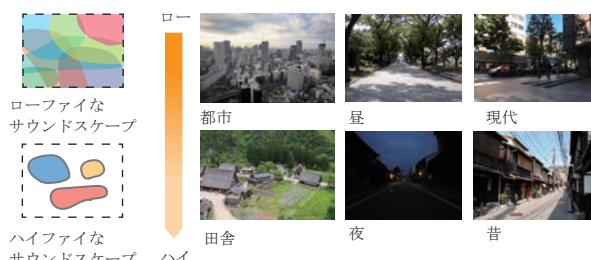 ロー
ローファイな
サウンドスケープ
都市
昼
現代
ハイファイな
サウンドスケープ
ハイ
田舎
夜
昔